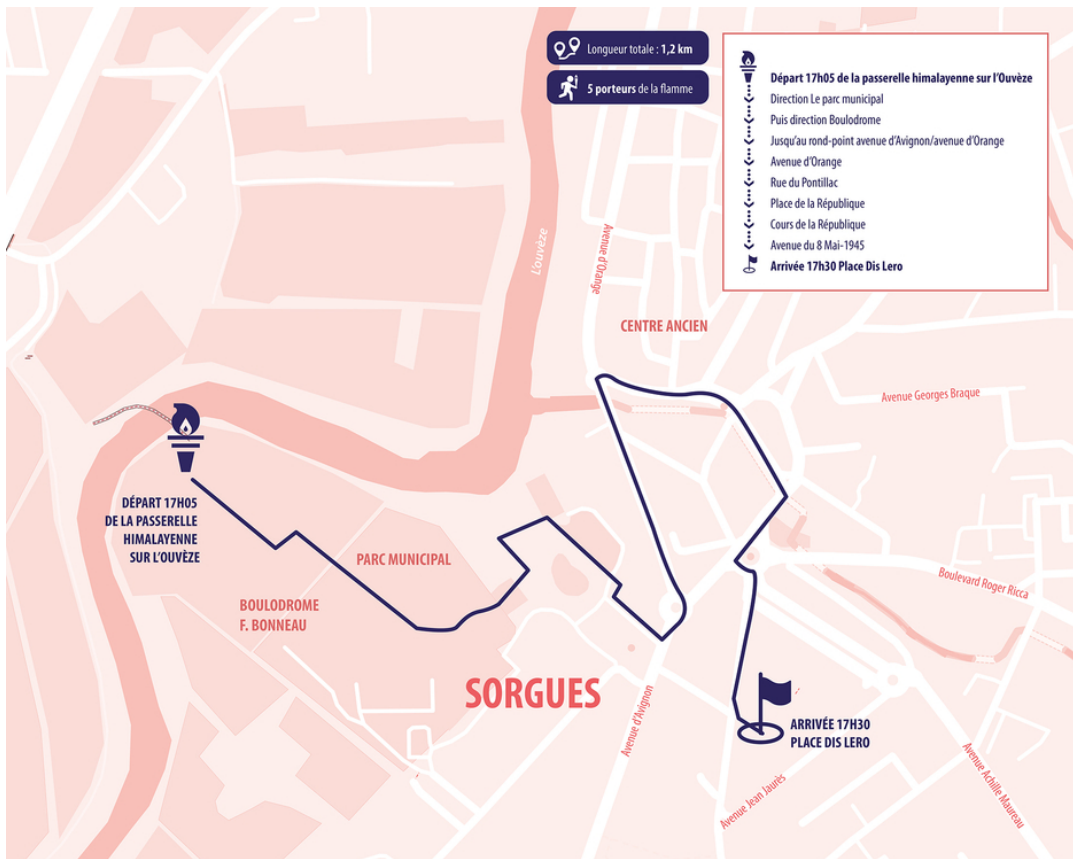 Longueur totale : 1,2 km
5 porteurs de la flamme
Départ 17h05 de la passerelle himalayenne sur l'Ouvèze
Direction Le parc municipal
Puis direction Boulodrome
Jusqu'au rond-point avenue d'Avignon/avenue d'Orange
Avenue d'Orange
Rue du Pontillac
Place de la République
Cours de la République
Avenue du 8 Mai-1945
Arrivée 17h30 Place Dis Lero
L'ouvèze
Avenue d'Orange
CENTRE ANCIEN
Avenue Georges Braque
DÉPART 17H05
DE LA PASSERELLE
HIMALAYENNE
SUR L'OUVÈZE
PARC MUNICIPAL
BOULODROME
F. BONNEAU
Boulevard Roger Ricca
SORGUES
Avenue d'Avignon
ARRIVÉE 17H30
PLACE DIS LERO
Avenue Jean Jaurès
Avenue Achille Maureau